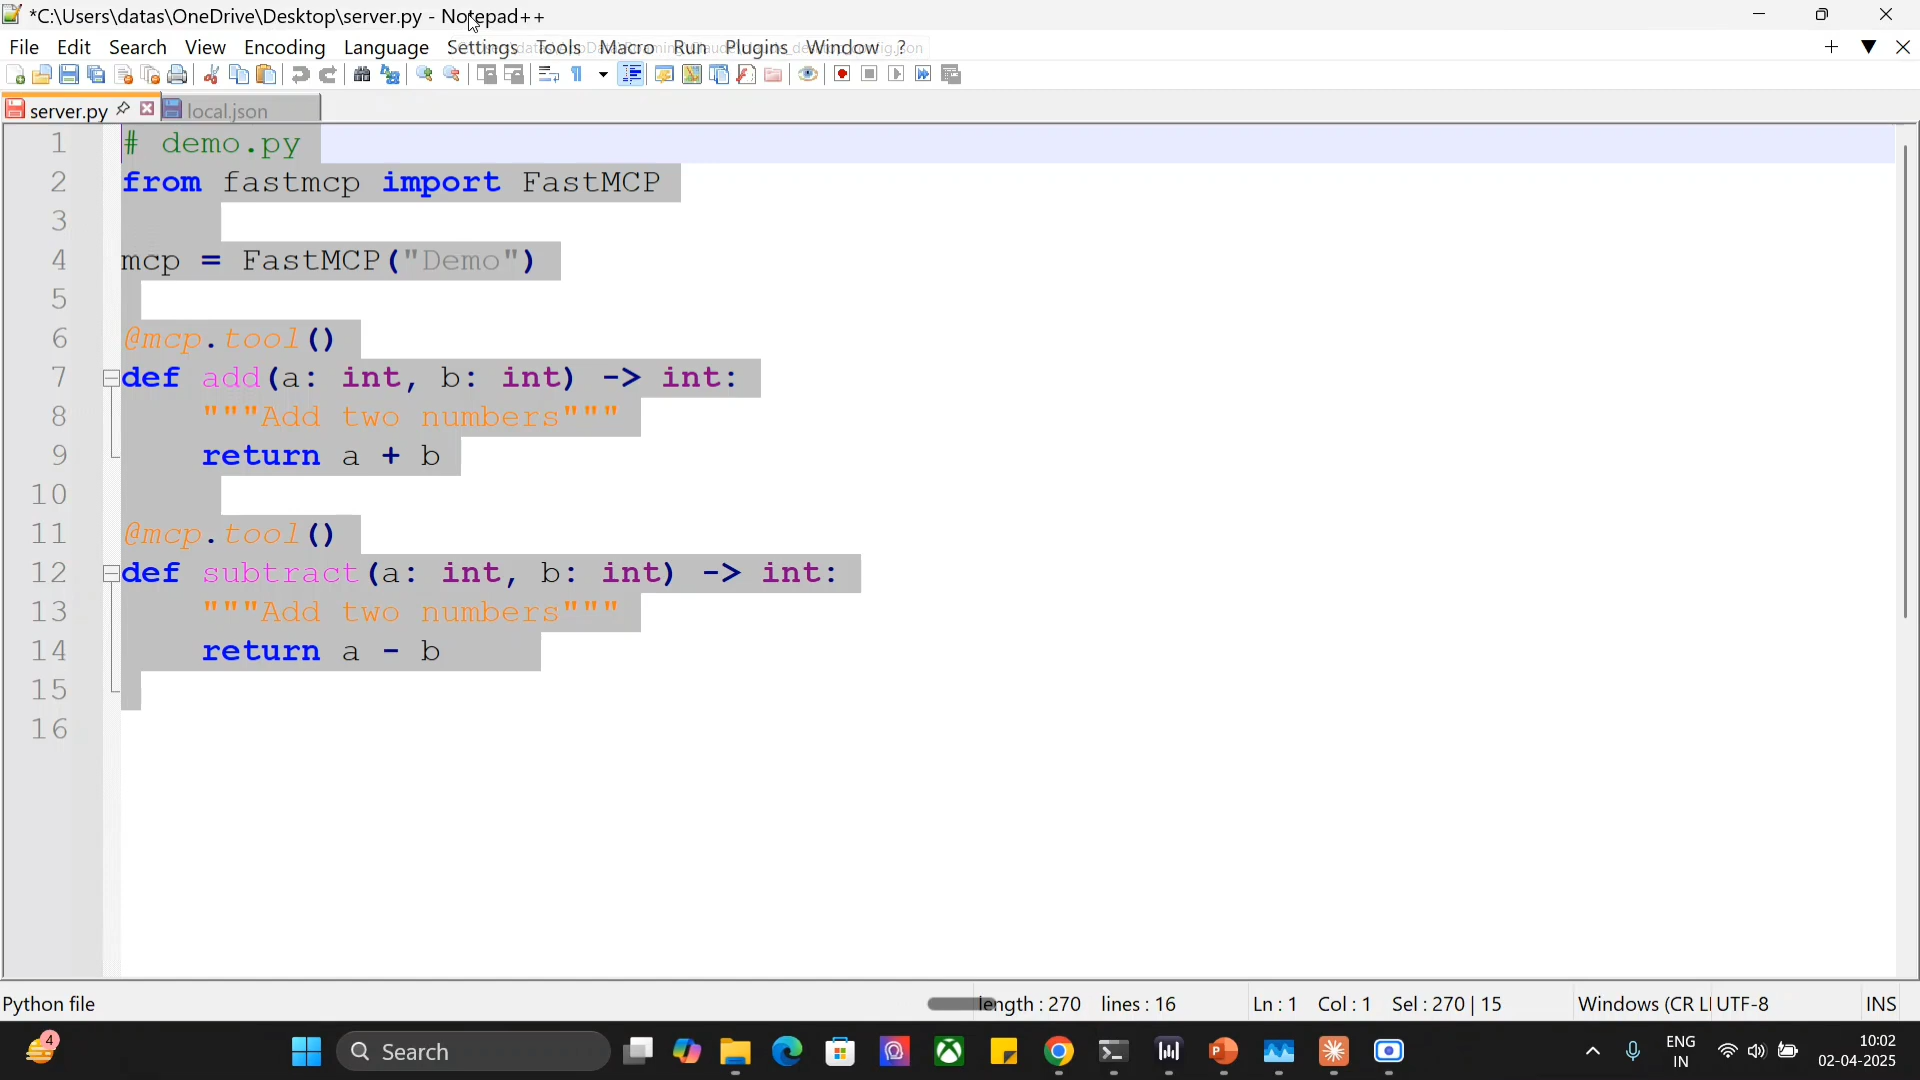 *C:\Users\datas\OneDrive\Desktop\server.py - Notepad++
File Edit Search View Encoding Language Settings Tools Macro Run Plugins Window ?
server.py local.json
1 # demo.py
2 from fastmcp import FastMCP
3
4 mcp = FastMCP("Demo")
5
6 @mcp.tool()
7 def add(a: int, b: int) -> int:
8 """Add two numbers"""
9 return a + b
10
11 @mcp.tool()
12 def subtract(a: int, b: int) -> int:
13 """Add two numbers"""
14 return a - b
15
16
Python file length : 270 lines : 16 Ln : 1 Col : 1 Sel : 270 | 15 Windows (CR LI UTF-8 INS
4 Search ENG IN 10:02
02-04-2025